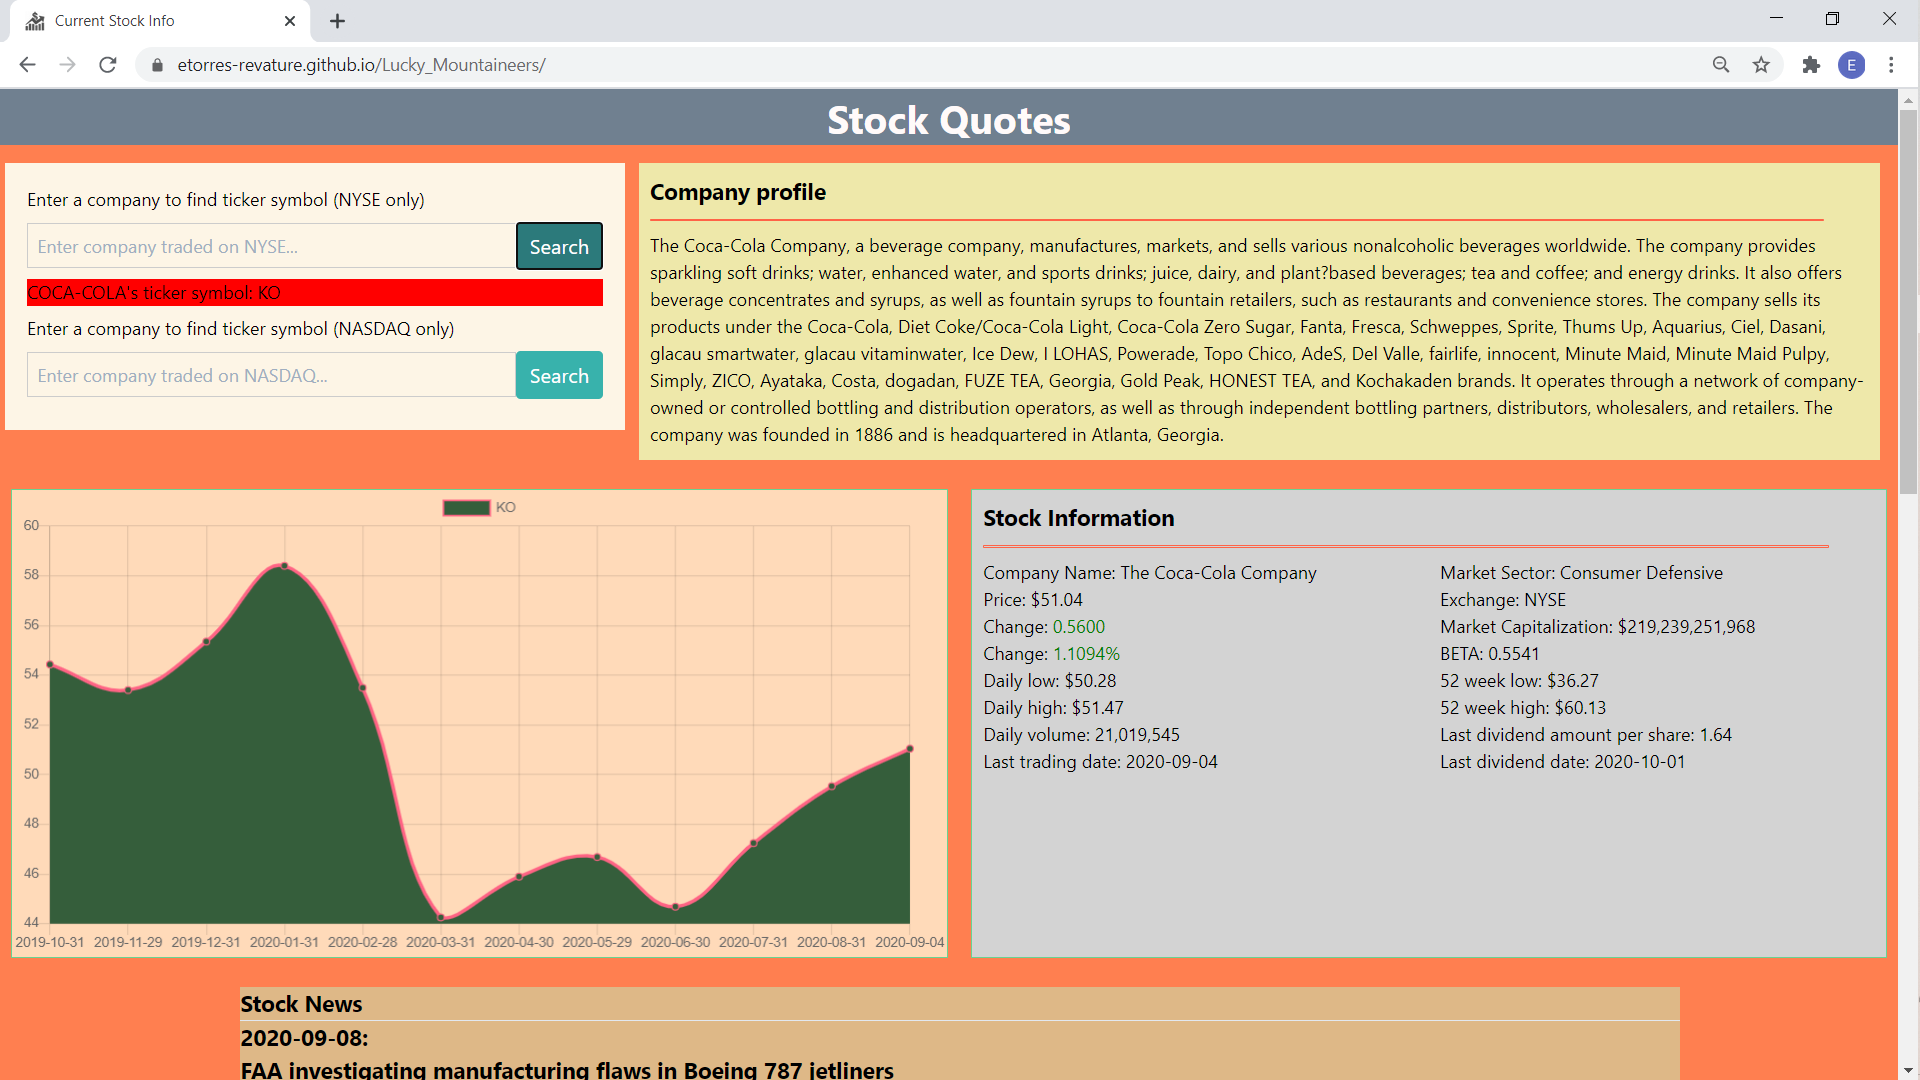 Current Stock Info
etorres-revature.github.io/Lucky_Mountaineers/
E
Stock Quotes
Enter a company to find ticker symbol (NYSE only)
Enter company traded on NYSE...
Search
COCA-COLA's ticker symbol: KO
Enter a company to find ticker symbol (NASDAQ only)
Enter company traded on NASDAQ...
Search
Company profile
The Coca-Cola Company, a beverage company, manufactures, markets, and sells various nonalcoholic beverages worldwide. The company provides
sparkling soft drinks; water, enhanced water, and sports drinks; juice, dairy, and plant?based beverages; tea and coffee; and energy drinks. It also offers
beverage concentrates and syrups, as well as fountain syrups to fountain retailers, such as restaurants and convenience stores. The company sells its
products under the Coca-Cola, Diet Coke/Coca-Cola Light, Coca-Cola Zero Sugar, Fanta, Fresca, Schweppes, Sprite, Thums Up, Aquarius, Ciel, Dasani,
glacau smartwater, glacau vitaminwater, Ice Dew, I LOHAS, Powerade, Topo Chico, AdeS, Del Valle, fairlife, innocent, Minute Maid, Minute Maid Pulpy,
Simply, ZICO, Ayataka, Costa, dogadan, FUZE TEA, Georgia, Gold Peak, HONEST TEA, and Kochakaden brands. It operates through a network of company-
owned or controlled bottling and distribution operators, as well as through independent bottling partners, distributors, wholesalers, and retailers. The
company was founded in 1886 and is headquartered in Atlanta, Georgia.
KO
60
58
56
54
52
50
48
46
44
2019-10-31 2019-11-29 2019-12-31 2020-01-31 2020-02-28 2020-03-31 2020-04-30 2020-05-29 2020-06-30 2020-07-31 2020-08-31 2020-09-04
Stock Information
Company Name: The Coca-Cola Company
Price: $51.04
Change: 0.5600
Change: 1.1094%
Daily low: $50.28
Daily high: $51.47
Daily volume: 21,019,545
Last trading date: 2020-09-04
Market Sector: Consumer Defensive
Exchange: NYSE
Market Capitalization: $219,239,251,968
BETA: 0.5541
52 week low: $36.27
52 week high: $60.13
Last dividend amount per share: 1.64
Last dividend date: 2020-10-01
Stock News
2020-09-08:
FAA investigating manufacturing flaws in Boeing 787 jetliners